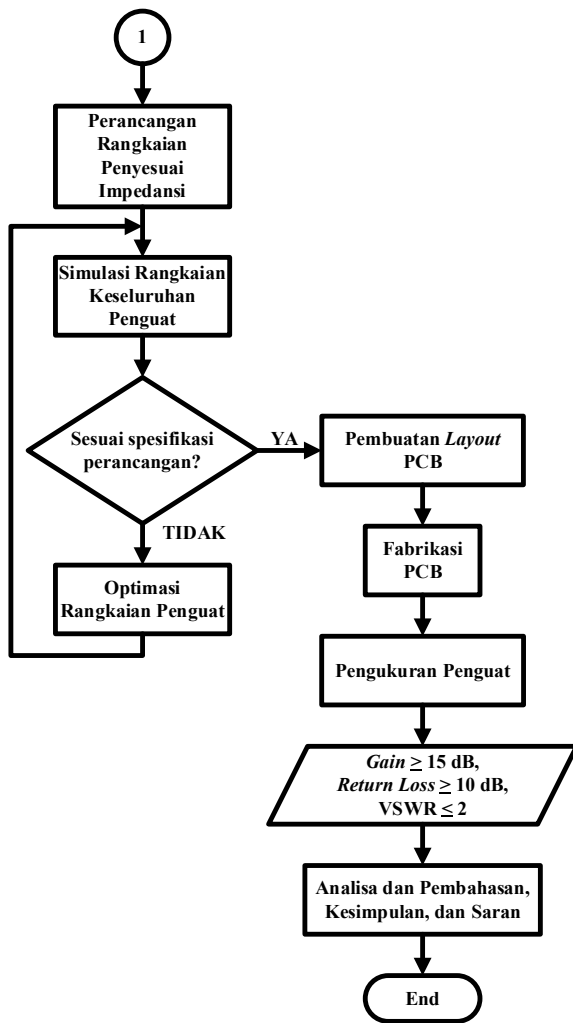 1
Perancangan
Rangkaian
Penyesuai
Impedansi
Simulasi Rangkaian
Keseluruhan
Penguat
Sesuai spesifikasi
perancangan?
YA
TIDAK
Optimasi
Rangkaian Penguat
Pembuatan Layout
PCB
Fabrikasi
PCB
Pengukuran Penguat
Gain ≥ 15 dB,
Return Loss ≥ 10 dB,
VSWR ≤ 2
Analisa dan Pembahasan,
Kesimpulan, dan Saran
End